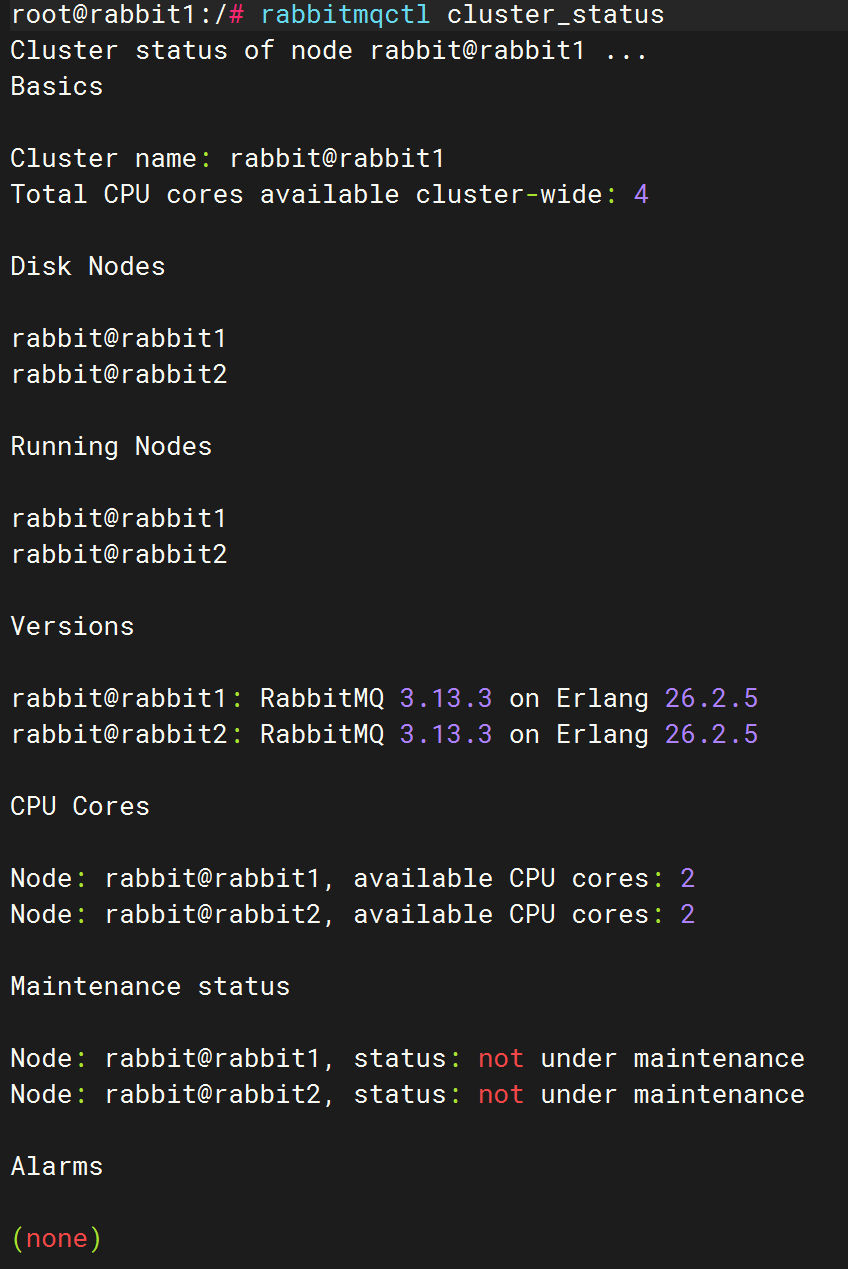 root@rabbit1:/# rabbitmqctl cluster_status
Cluster status of node rabbit@rabbit1 ...
Basics
Cluster name: rabbit@rabbit1
Total CPU cores available cluster-wide: 4
Disk Nodes
rabbit@rabbit1
rabbit@rabbit2
Running Nodes
rabbit@rabbit1
rabbit@rabbit2
Versions
rabbit@rabbit1: RabbitMQ 3.13.3 on Erlang 26.2.5
rabbit@rabbit2: RabbitMQ 3.13.3 on Erlang 26.2.5
CPU Cores
Node: rabbit@rabbit1, available CPU cores: 2
Node: rabbit@rabbit2, available CPU cores: 2
Maintenance status
Node: rabbit@rabbit1, status: not under maintenance
Node: rabbit@rabbit2, status: not under maintenance
Alarms
(none)